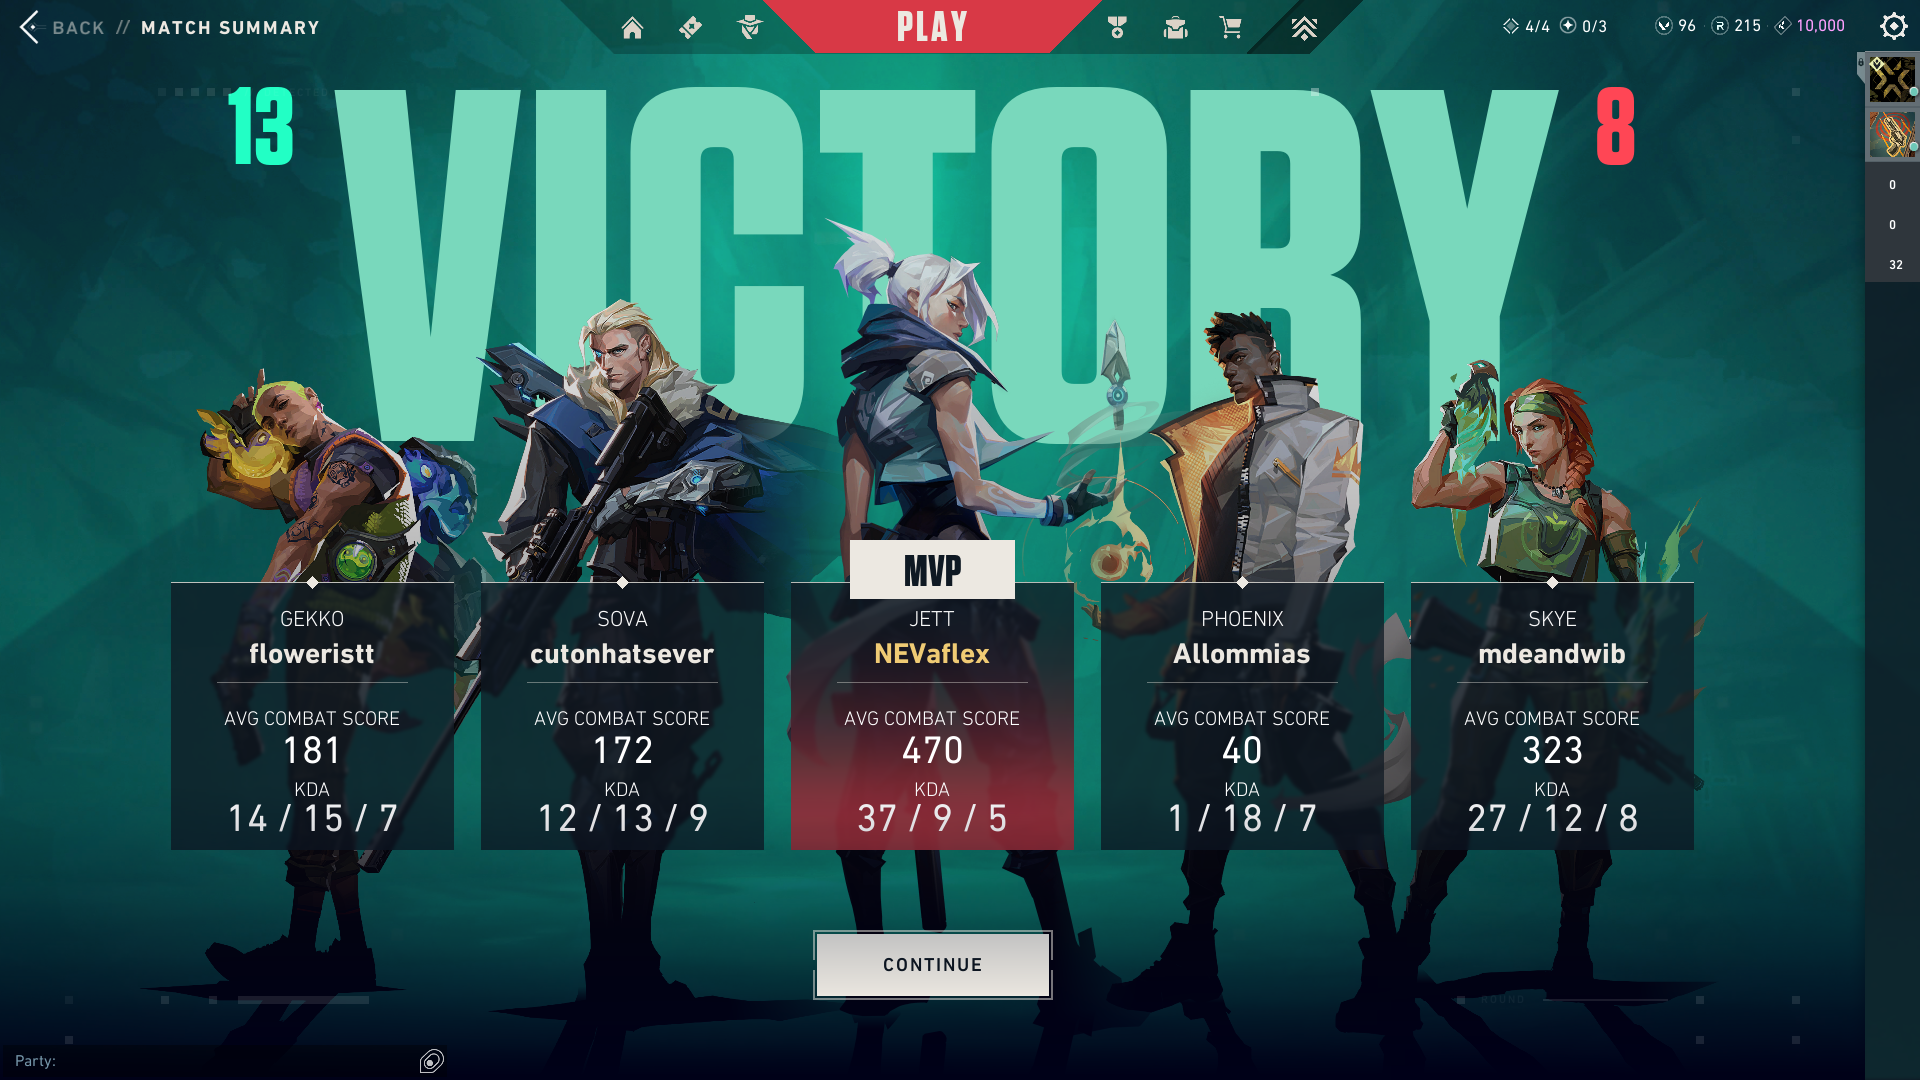 BACK // MATCH SUMMARY
PLAY
4/4 0/3 96 215 10,000
13 VICTORY 8
0
0
32
MVP
GEKKO
floweristt
AVG COMBAT SCORE
181
KDA
14 / 15 / 7
SOVA
cutonhatsever
AVG COMBAT SCORE
172
KDA
12 / 13 / 9
JETT
NEVaflex
AVG COMBAT SCORE
470
KDA
37 / 9 / 5
PHOENIX
Allommias
AVG COMBAT SCORE
40
KDA
1 / 18 / 7
SKYE
mdeandwib
AVG COMBAT SCORE
323
KDA
27 / 12 / 8
CONTINUE
ROUND
Party: